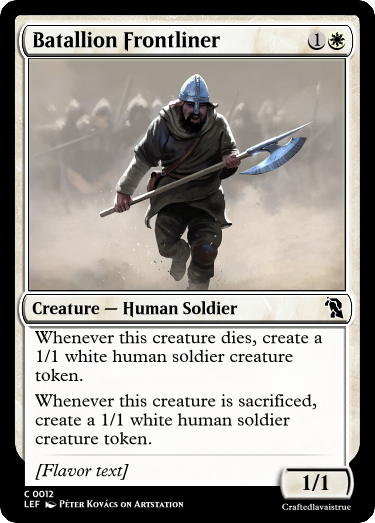 Batallion Frontliner 1
Creature — Human Soldier
Whenever this creature dies, create a
1/1 white human soldier creature
token.
Whenever this creature is sacrificed,
create a 1/1 white human soldier
creature token.
[Flavor text]
1/1
C 0012
LEF Péter Kovács on Artstation
Craftedlavaistrue